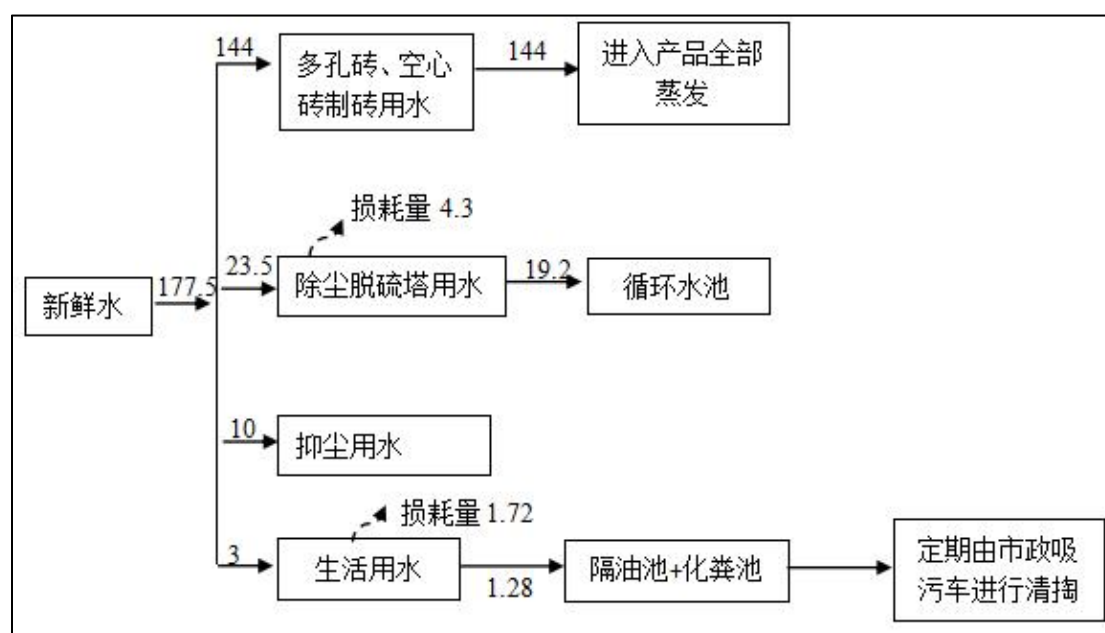 144
多孔砖、空心
砖制砖用水
144
进入产品全部
蒸发
损耗量 4.3
新鲜水
177.5
23.5
除尘脱硫塔用水
19.2
循环水池
10
抑尘用水
损耗量 1.72
3
生活用水
1.28
隔油池+化粪池
定期由市政吸
污车进行清掏